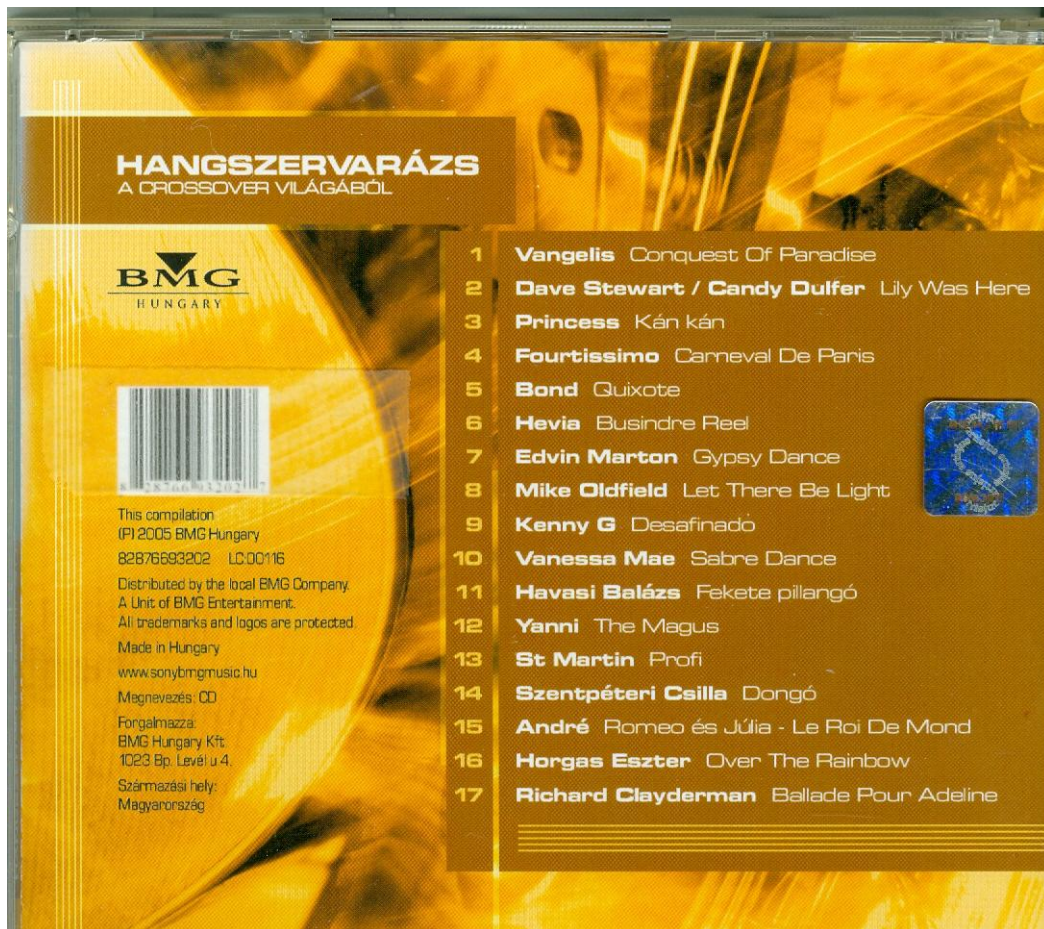 HANGSZERVARÁZS
A CROSSOVER VILÁGÁBÓL
BMG
HUNGARY
8 28766 93202 7
This compilation
(P) 2005 BMG Hungary
82876693202 LC:00116
Distributed by the local BMG Company.
A Unit of BMG Entertainment.
All trademarks and logos are protected.
Made in Hungary
www.sonybmgmusic.hu
Megnevezés: CD
Forgalmazza:
BMG Hungary Kft.
1023 Bp. Levél u 4.
Származási hely:
Magyarország
1 Vangelis Conquest Of Paradise
2 Dave Stewart / Candy Dulfer Lily Was Here
3 Princess Kán kán
4 Fourtissimo Carneval De Paris
5 Bond Quixote
6 Hevia Busindre Reel
7 Edvin Marton Gypsy Dance
8 Mike Oldfield Let There Be Light
9 Kenny G Desafinado
10 Vanessa Mae Sabre Dance
11 Havasi Balázs Fekete pillangó
12 Yanni The Magus
13 St Martin Profi
14 Szentpéteri Csilla Dongó
15 André Romeo és Júlia - Le Roi De Mond
16 Horgas Eszter Over The Rainbow
17 Richard Clayderman Ballade Pour Adeline